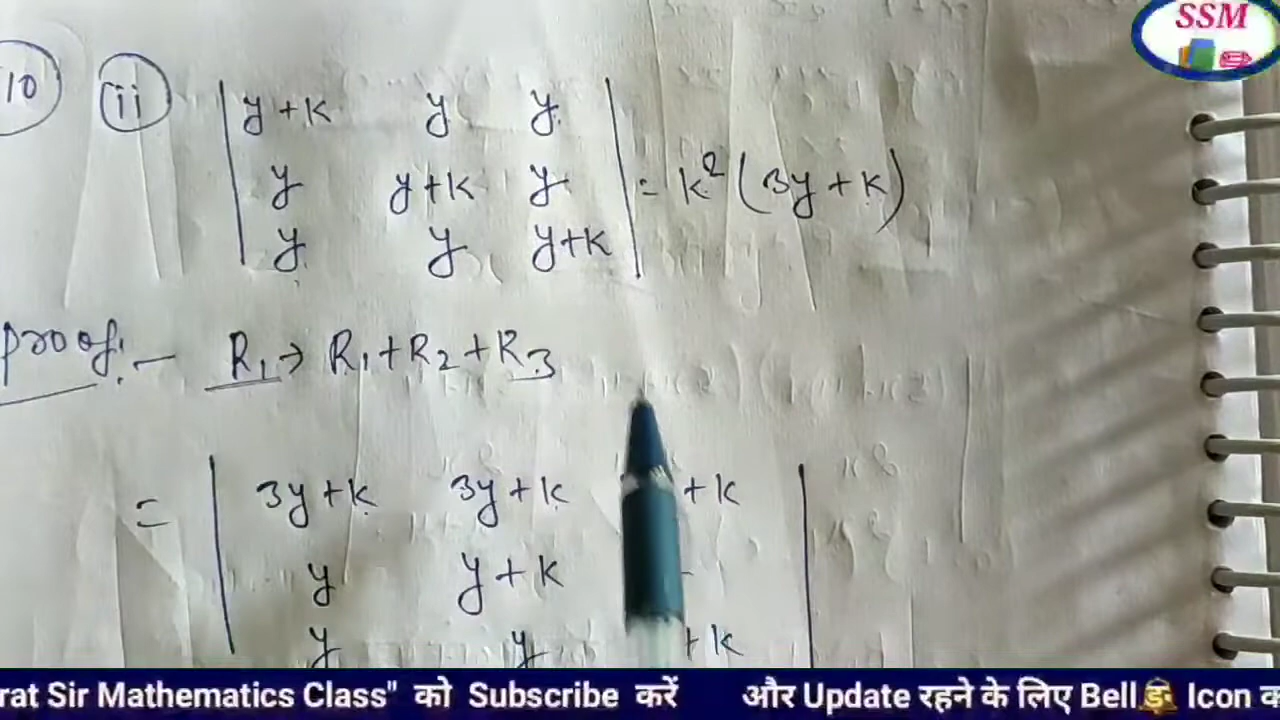 SSM
10 ii | y+k y y |
| y y+k y | = k²(3y+k)
| y y y+k |
Proof:- R₁→ R₁+R₂+R₃
= | 3y+k 3y+k +k |
| y y+k |
| y y +k |
rat Sir Mathematics Class" को Subscribe करें और Update रहने के लिए Bell Icon